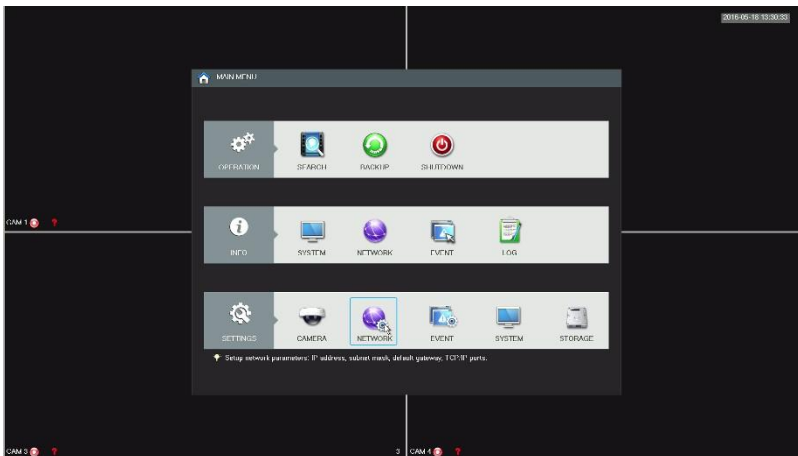 2016-05-18 13:30:33
MAIN MENU
OPERATION SEARCH BACKUP SHUTDOWN
CAM 1 ?
INFO SYSTEM NETWORK EVENT LOG
SETTINGS CAMERA NETWORK EVENT SYSTEM STORAGE
Setup network parameters: IP address, subnet mask, default gateway, TCP/IP ports.
CAM 3 ? 3 CAM 4 ?